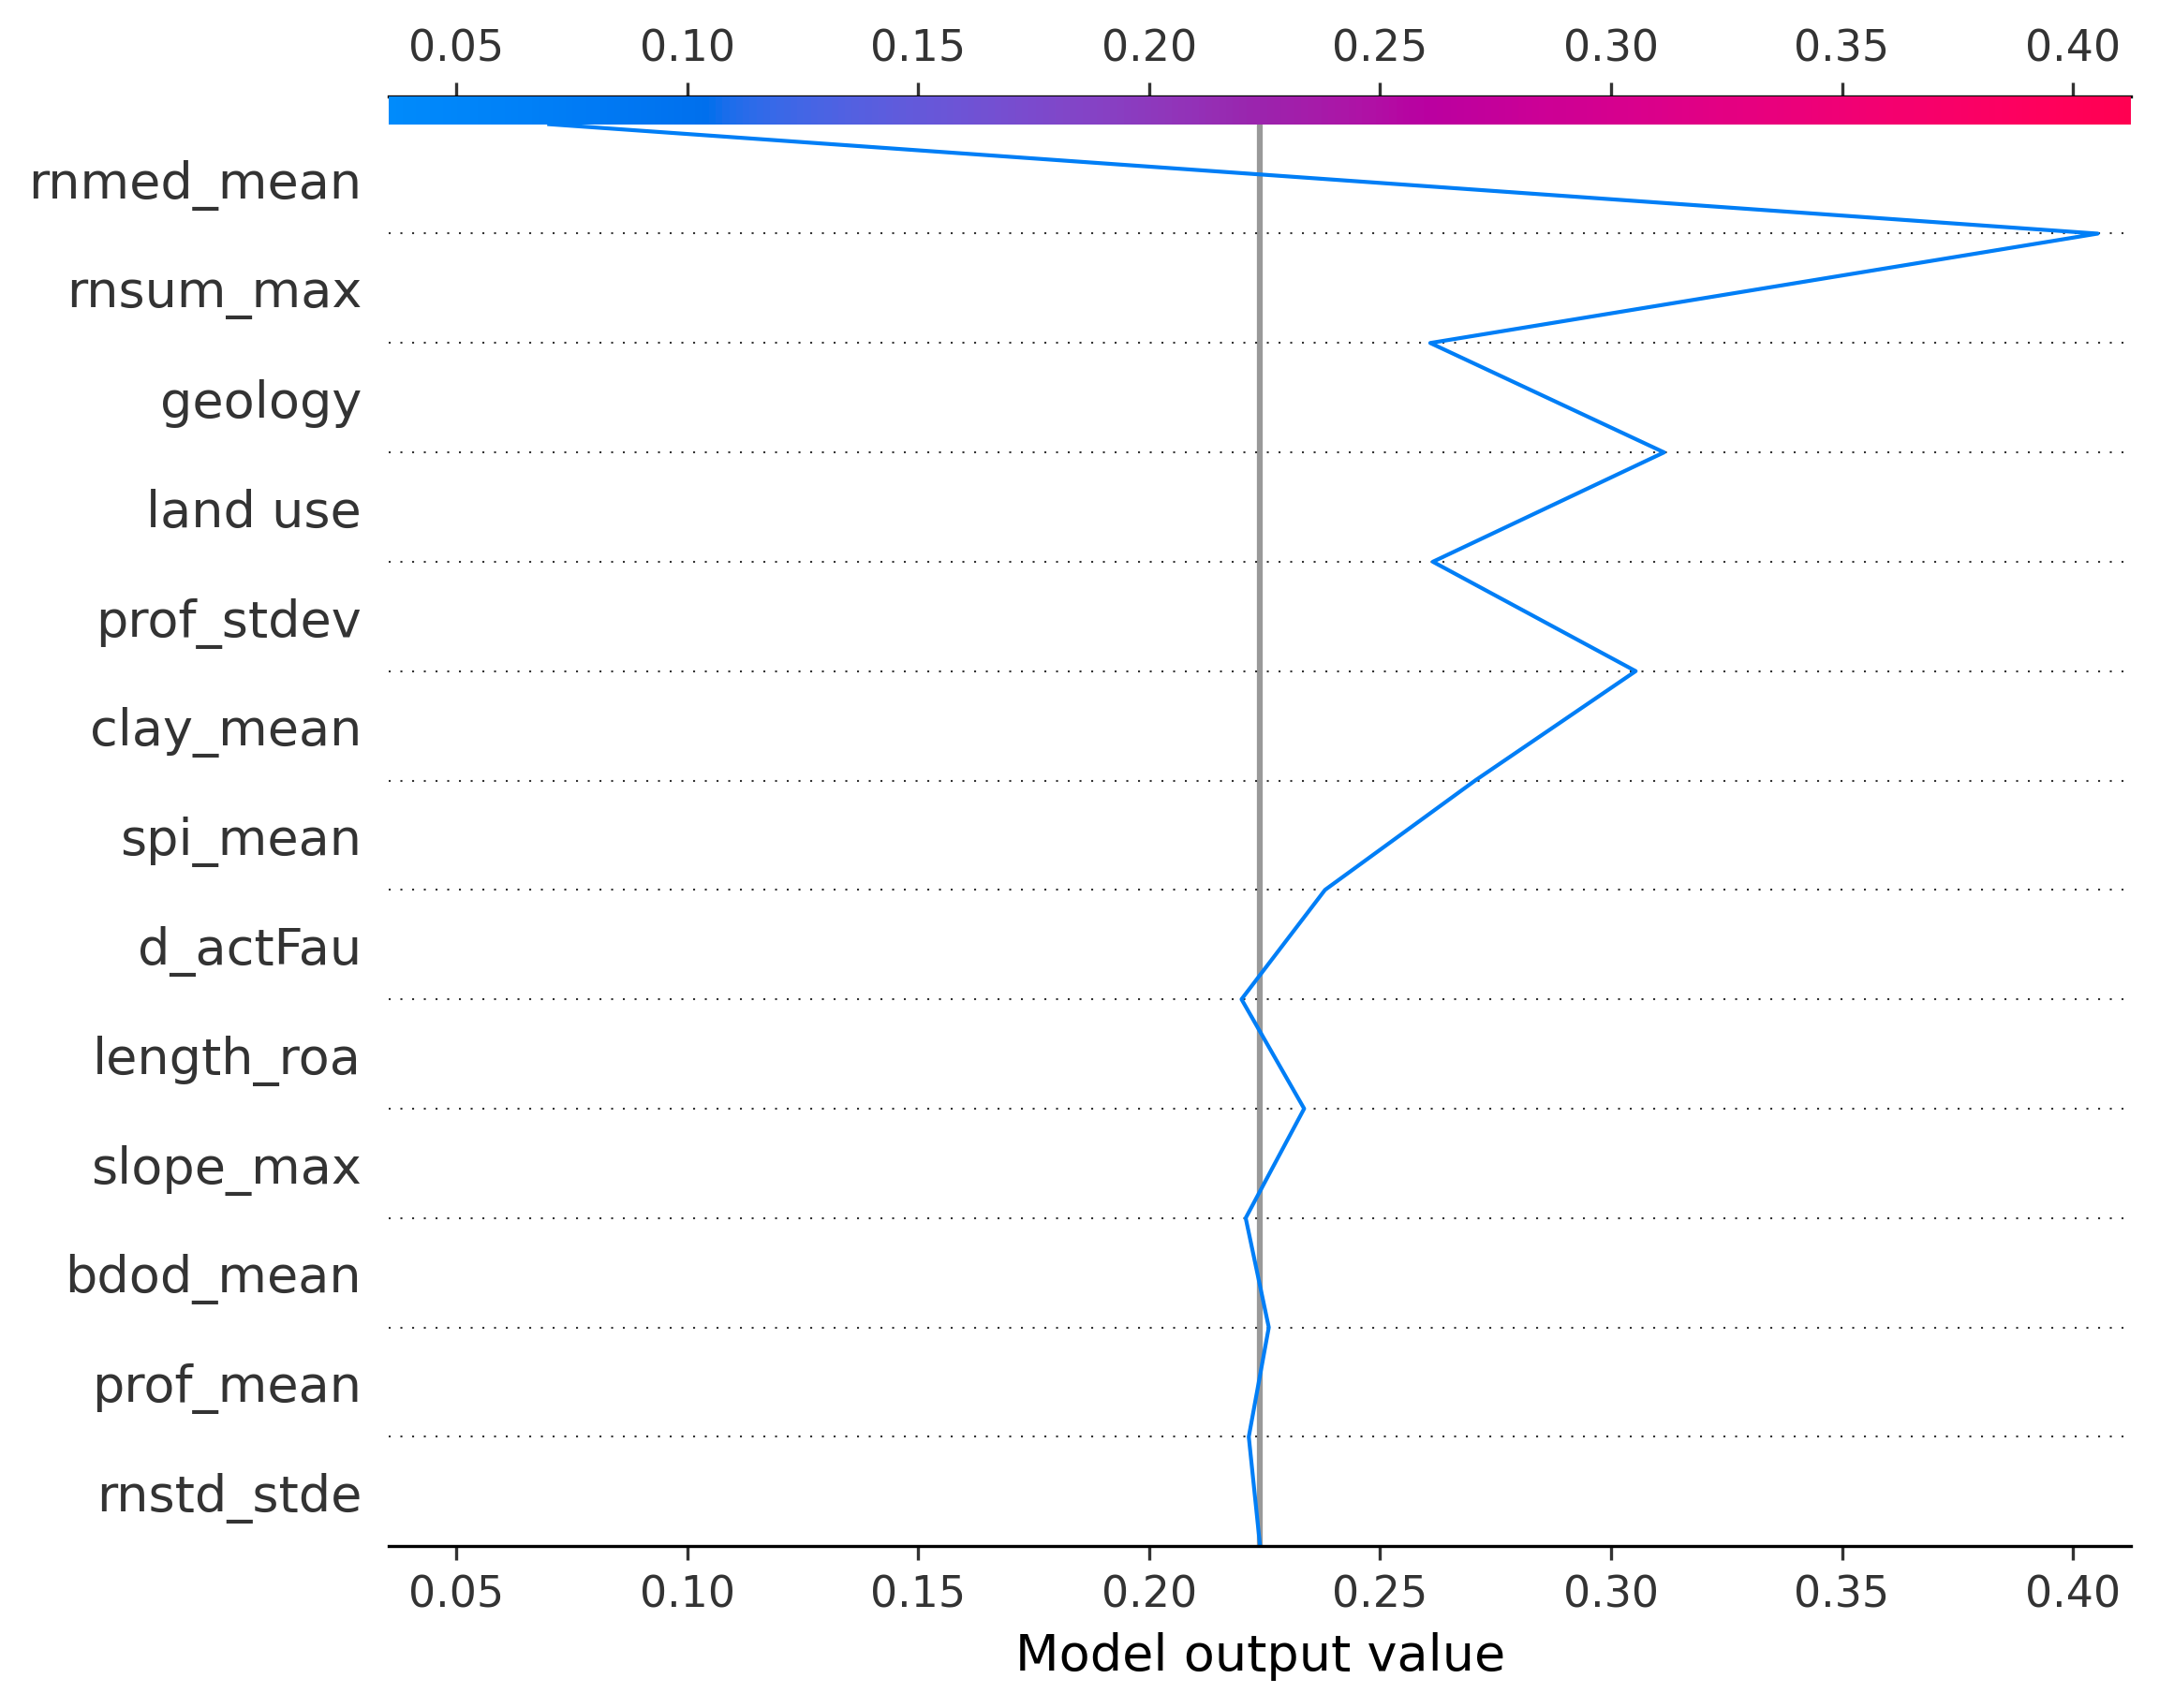 0.05 0.10 0.15 0.20 0.25 0.30 0.35 0.40
rnmed_mean
rnsum_max
geology
land use
prof_stdev
clay_mean
spi_mean
d_actFau
length_roa
slope_max
bdod_mean
prof_mean
rnstd_stde
0.05 0.10 0.15 0.20 0.25 0.30 0.35 0.40
Model output value